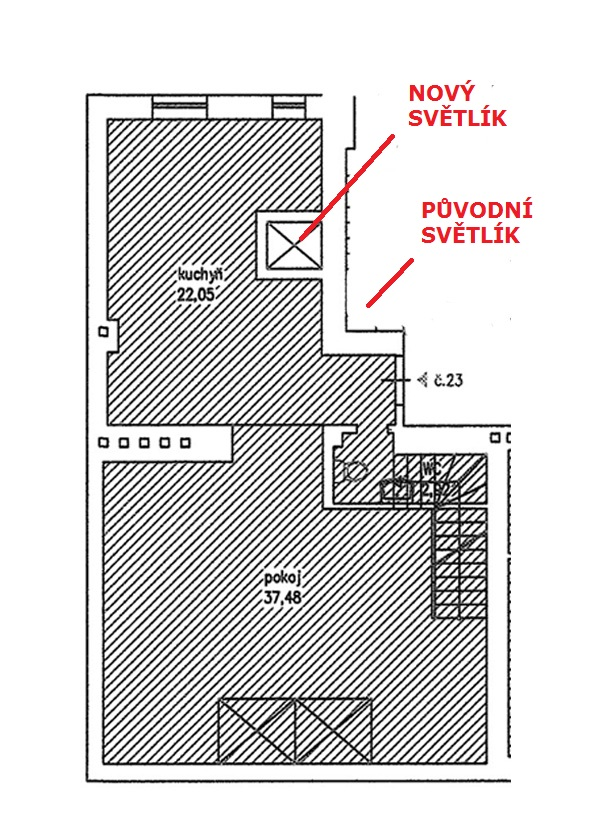 NOVÝ
SVĚTLÍK
PŮVODNÍ
SVĚTLÍK
kuchyň
22,05
č.23
WC
pokoj
37,48